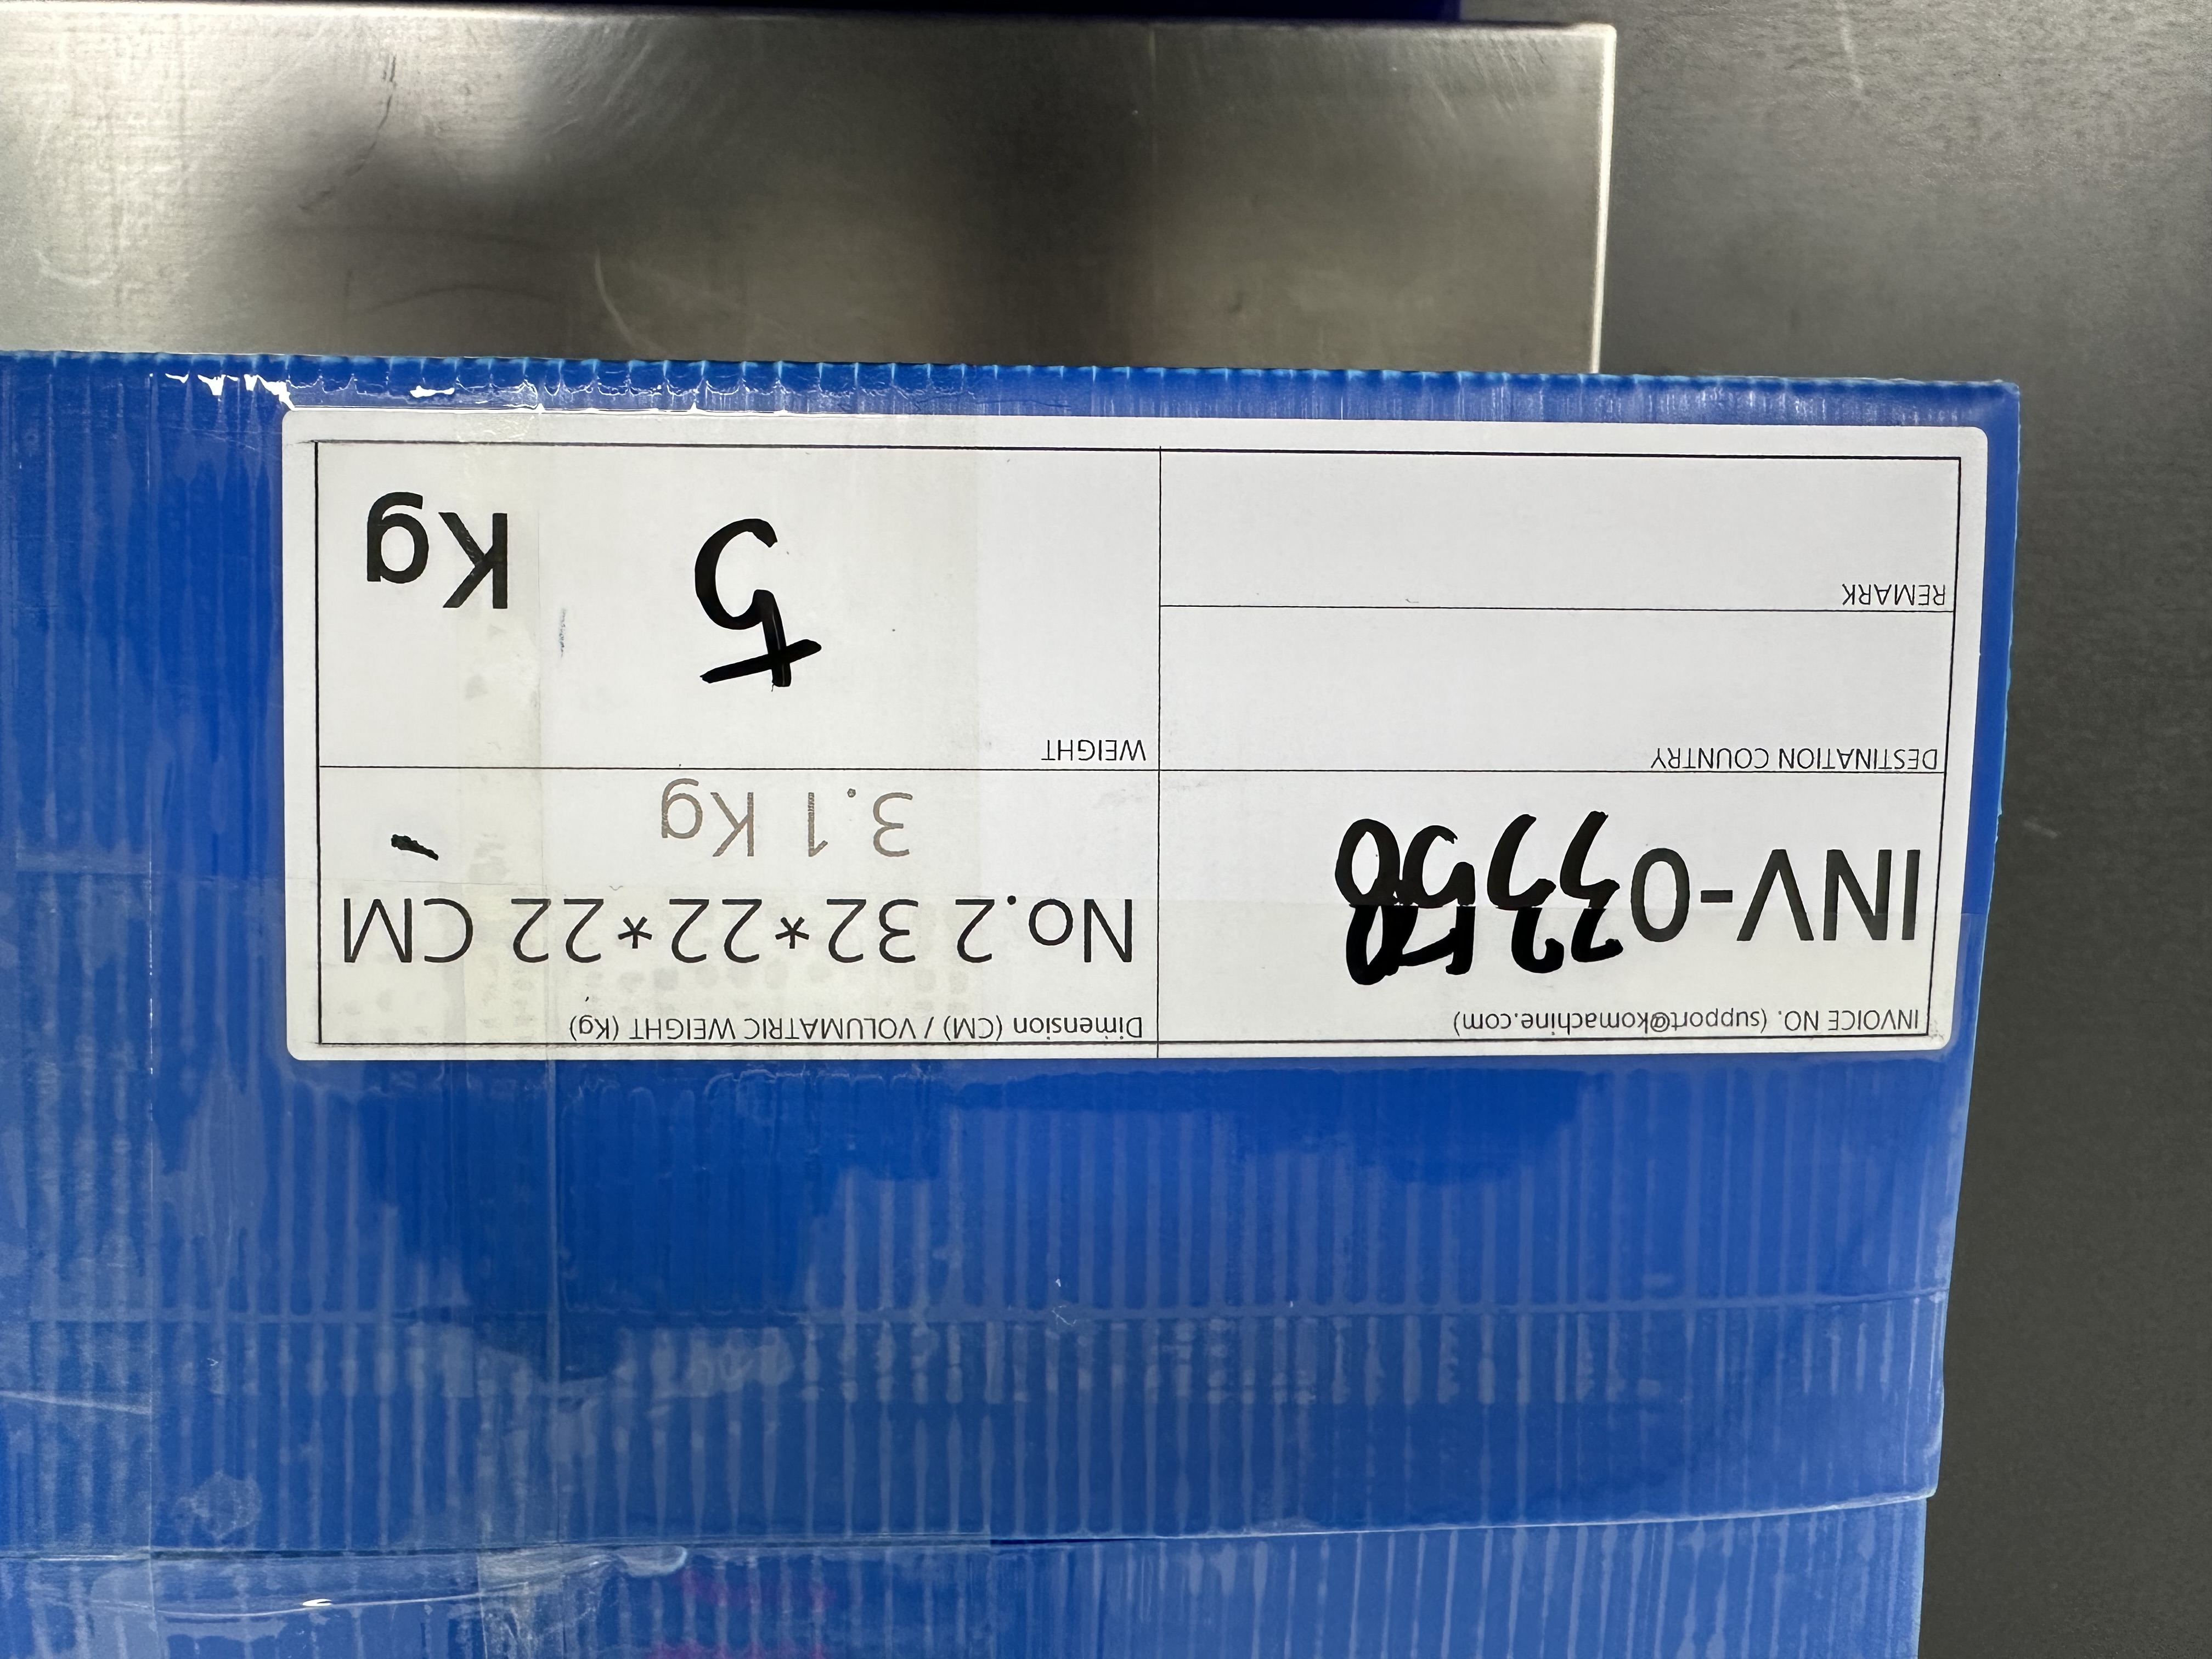 INVOICE NO. (support@komachine.com)
INV-03358
Dimension (CM) / VOLUMATRIC WEIGHT (Kg)
No.2 32*22*22 CM
3.1 Kg
DESTINATION COUNTRY
WEIGHT
5 Kg
REMARK